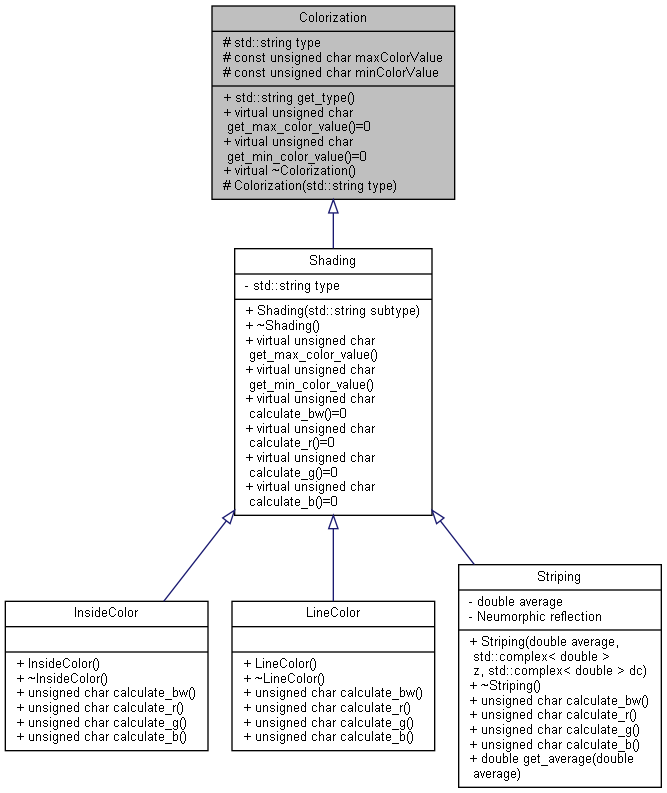 Colorization
# std::string type
# const unsigned char maxColorValue
# const unsigned char minColorValue
+ std::string get_type()
+ virtual unsigned char
get_max_color_value()=0
+ virtual unsigned char
get_min_color_value()=0
+ virtual ~Colorization()
# Colorization(std::string type)
Shading
- std::string type
+ Shading(std::string subtype)
+ ~Shading()
+ virtual unsigned char
get_max_color_value()
+ virtual unsigned char
get_min_color_value()
+ virtual unsigned char
calculate_bw()=0
+ virtual unsigned char
calculate_r()=0
+ virtual unsigned char
calculate_g()=0
+ virtual unsigned char
calculate_b()=0
InsideColor
+ InsideColor()
+ ~InsideColor()
+ unsigned char calculate_bw()
+ unsigned char calculate_r()
+ unsigned char calculate_g()
+ unsigned char calculate_b()
LineColor
+ LineColor()
+ ~LineColor()
+ unsigned char calculate_bw()
+ unsigned char calculate_r()
+ unsigned char calculate_g()
+ unsigned char calculate_b()
Striping
- double average
- Neumorphic reflection
+ Striping(double average,
std::complex< double >
z, std::complex< double > dc)
+ ~Striping()
+ unsigned char calculate_bw()
+ unsigned char calculate_r()
+ unsigned char calculate_g()
+ unsigned char calculate_b()
+ double get_average(double
average)